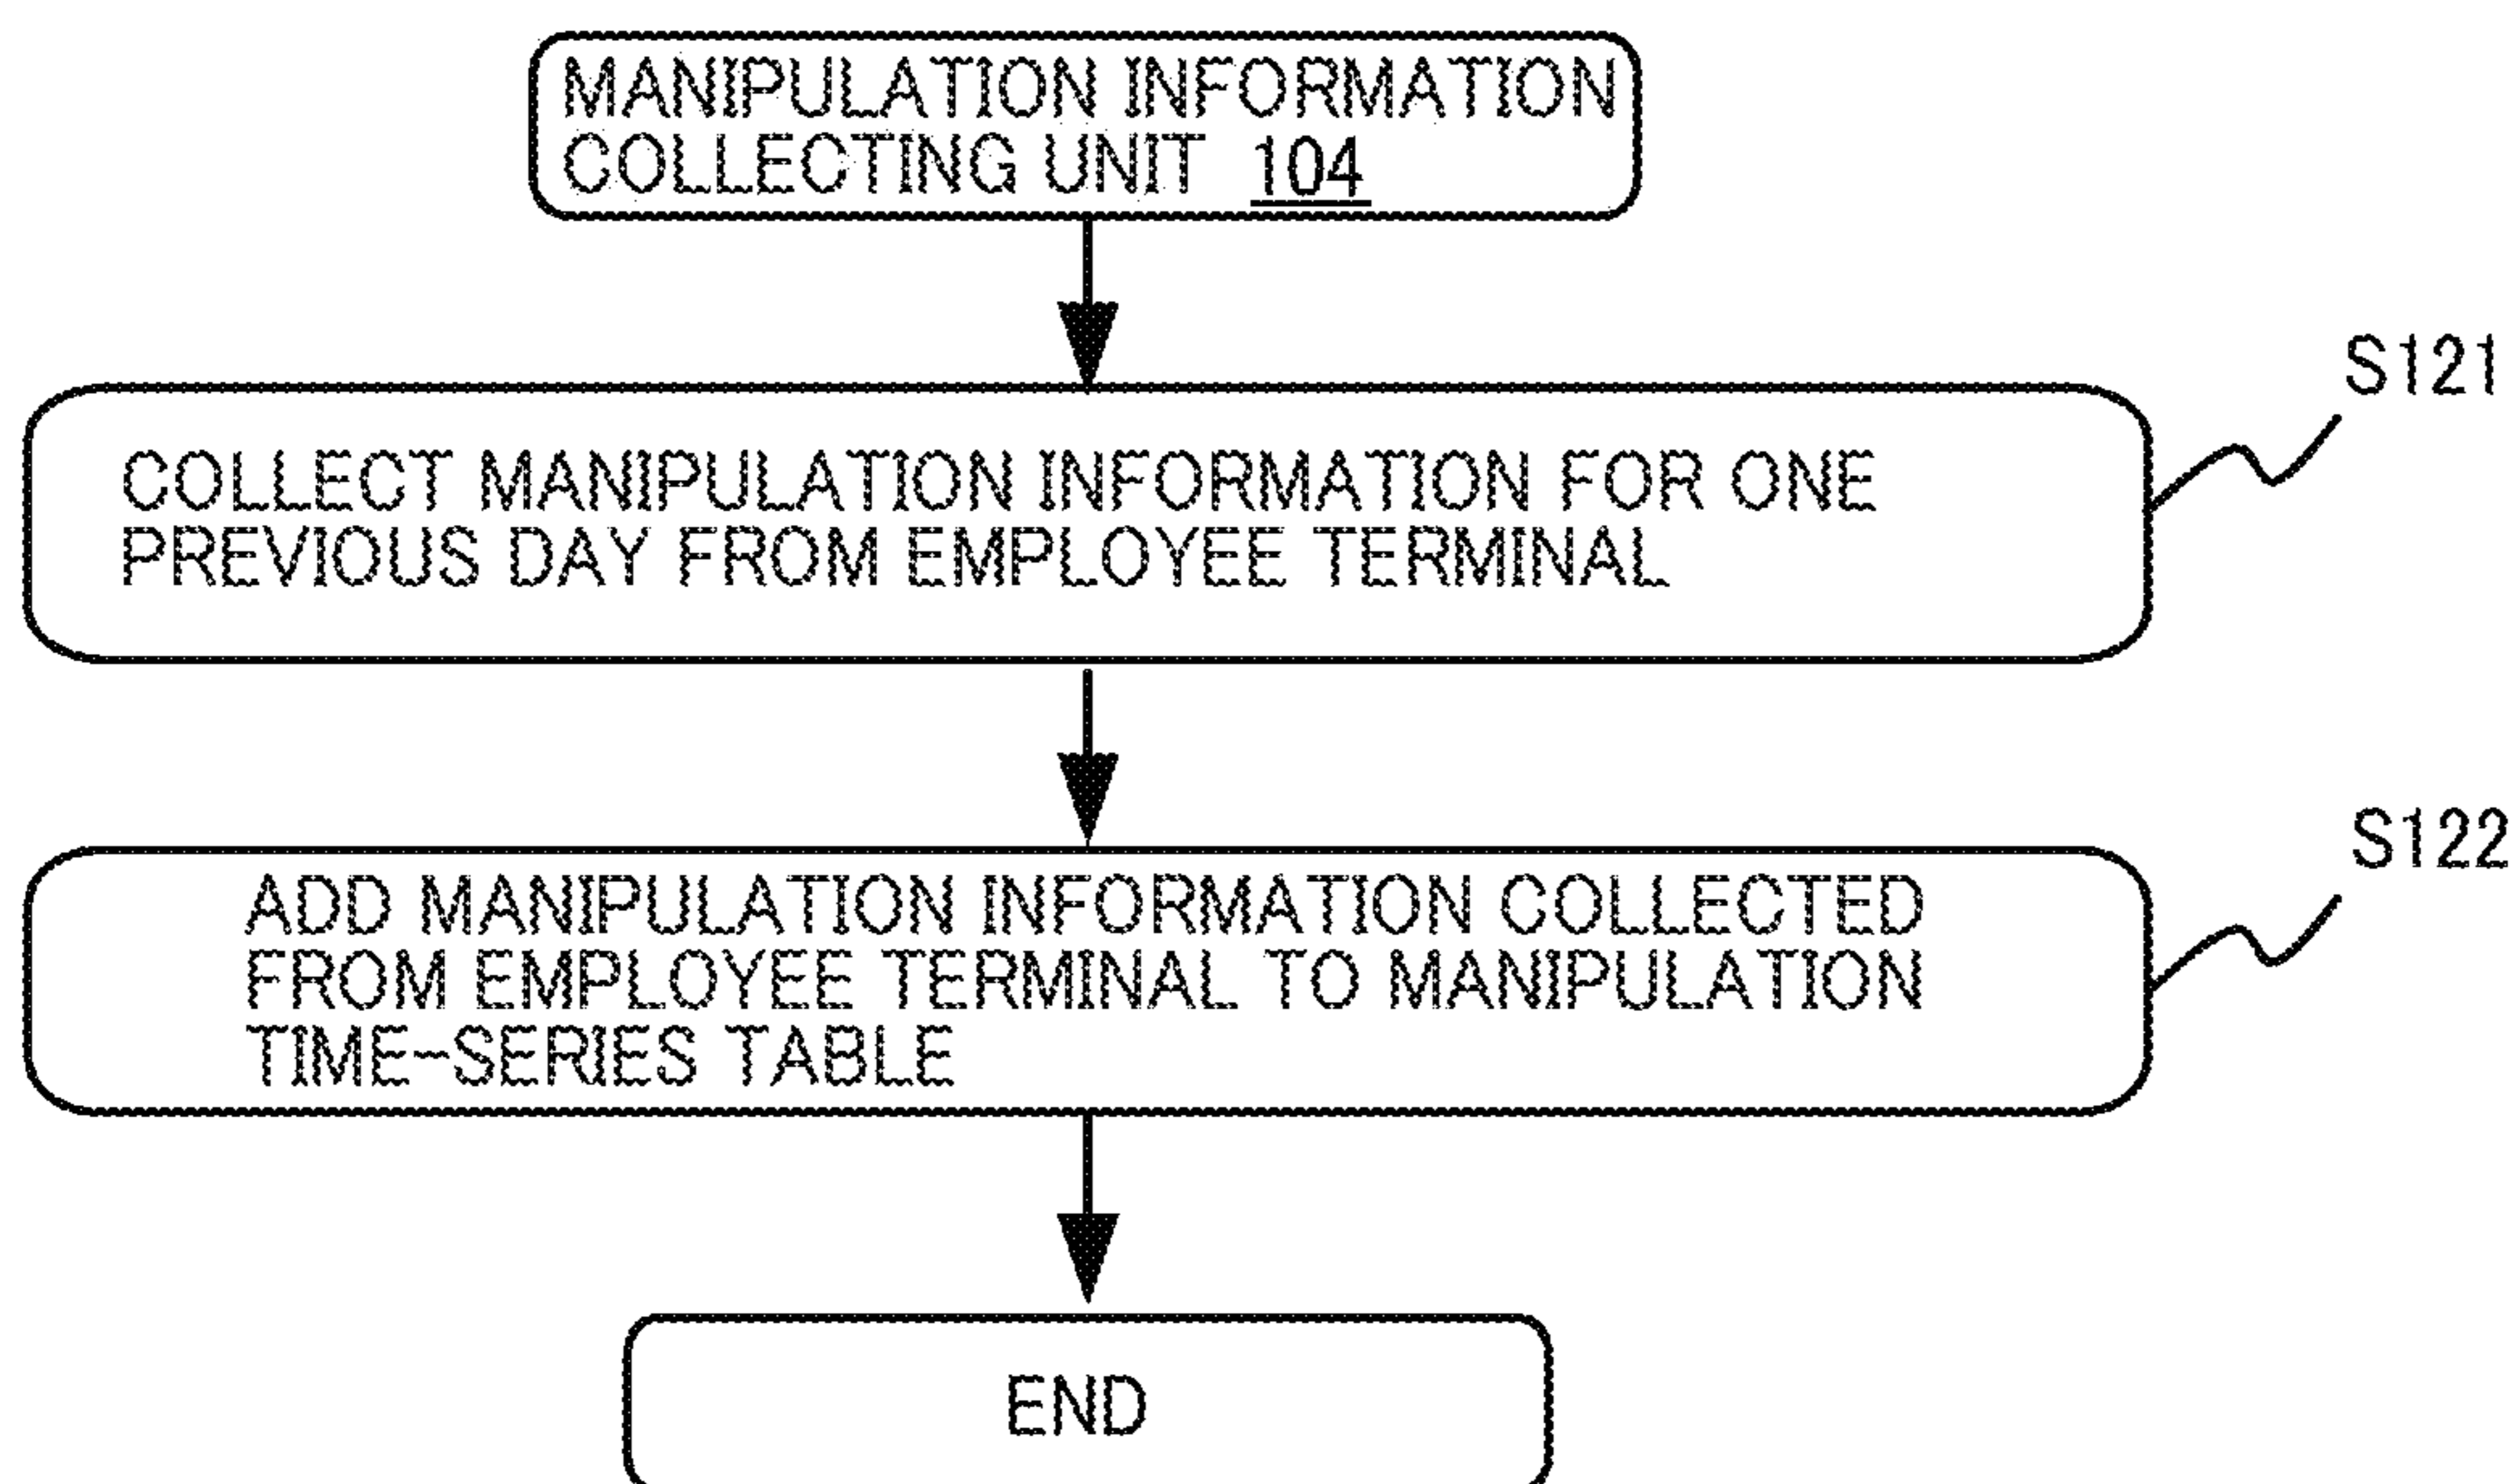 MANIPULATION INFORMATION
COLLECTING UNIT 104
S121
COLLECT MANIPULATION INFORMATION FOR ONE
PREVIOUS DAY FROM EMPLOYEE TERMINAL
S122
ADD MANIPULATION INFORMATION COLLECTED
FROM EMPLOYEE TERMINAL TO MANIPULATION
TIME-SERIES TABLE
END